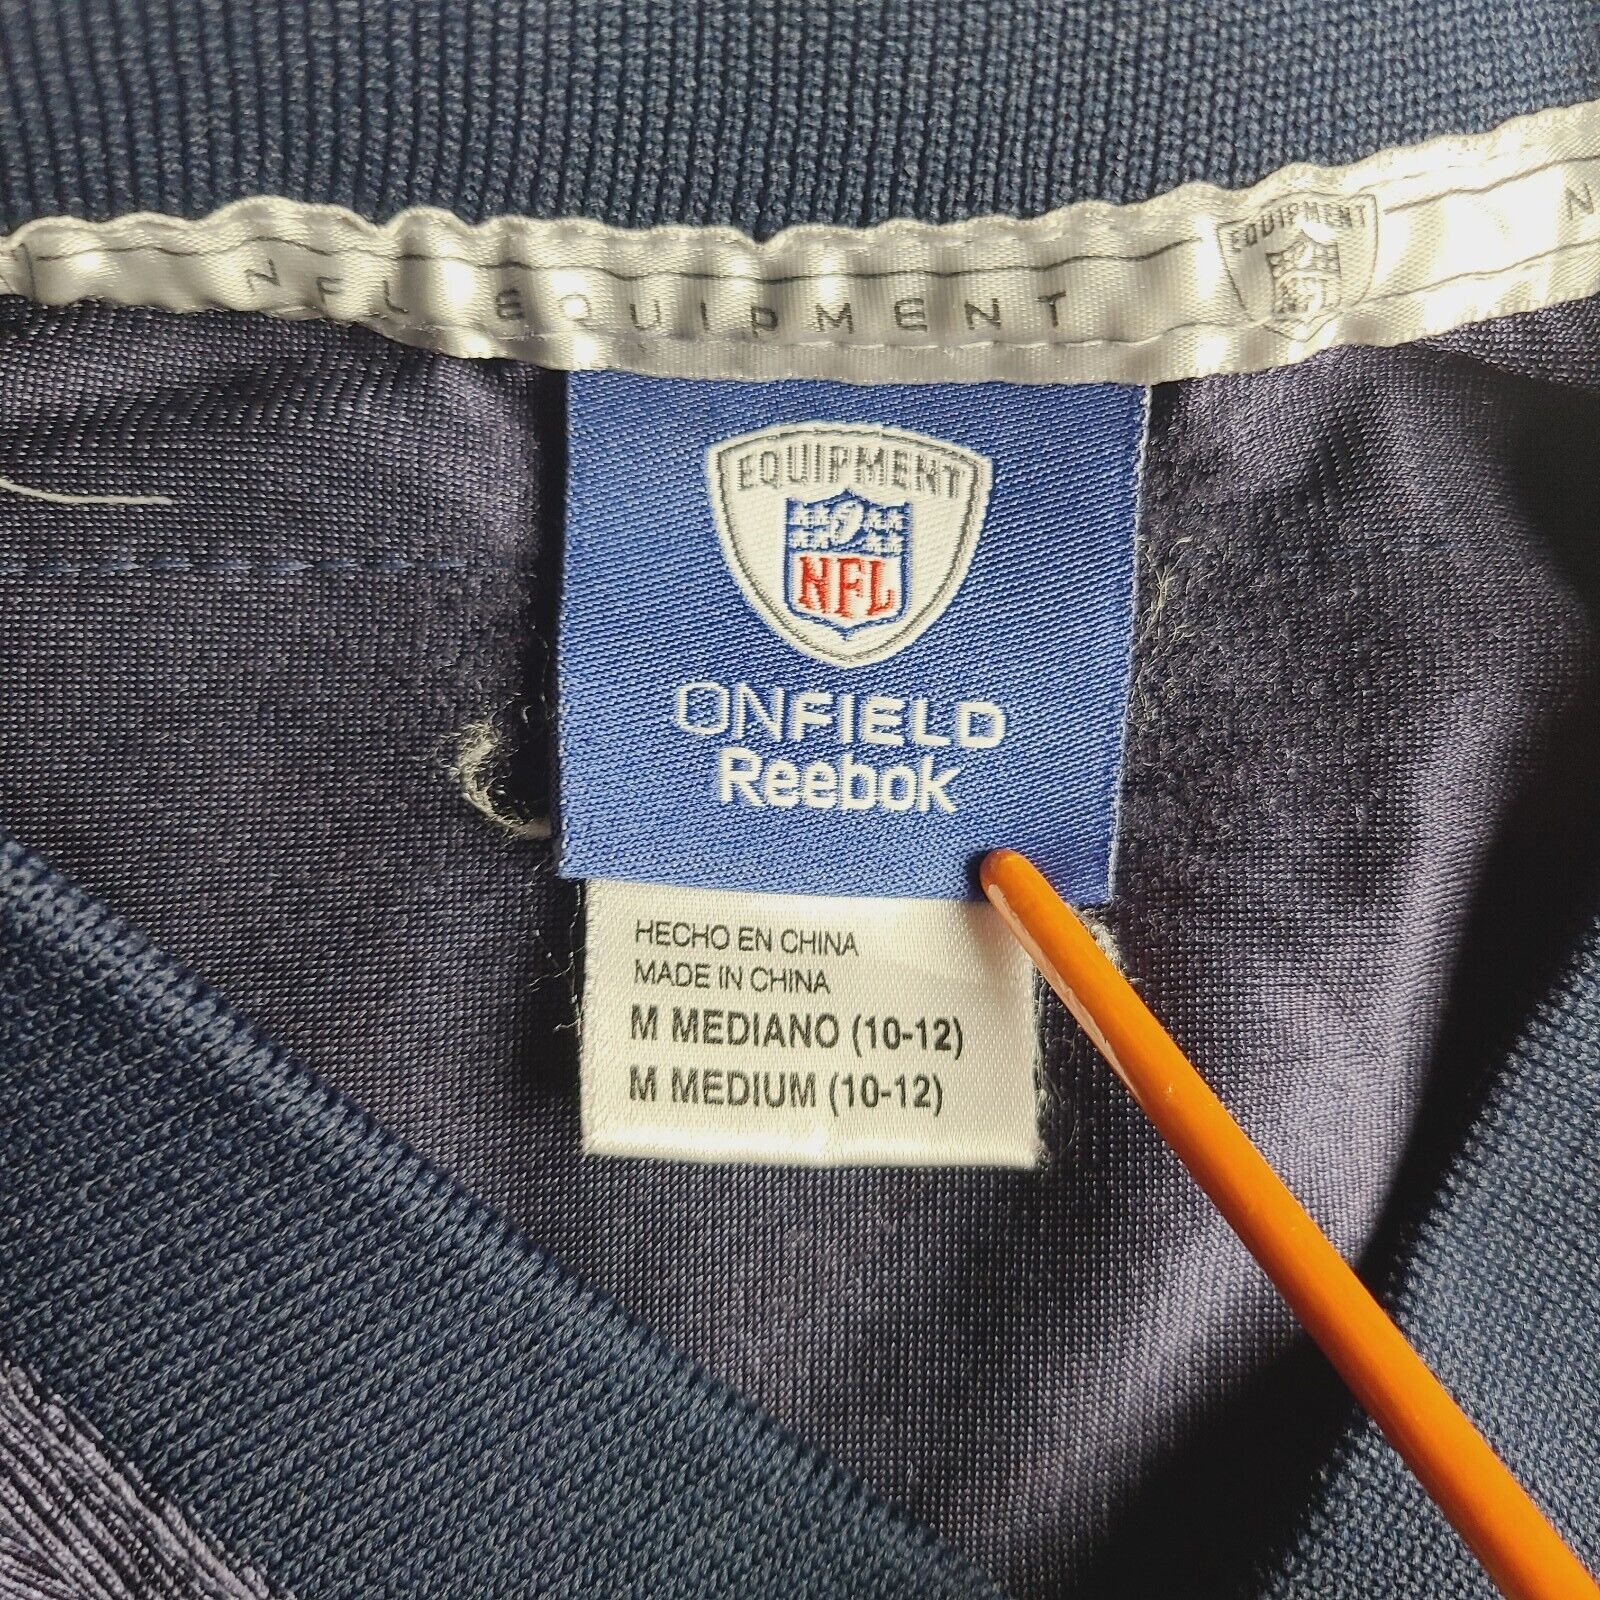 NFL EQUIPMENT
EQUIPMENT
N
EQUIPMENT
NFL
ONFIELD
Reebok
HECHO EN CHINA
MADE IN CHINA
M MEDIANO (10-12)
M MEDIUM (10-12)